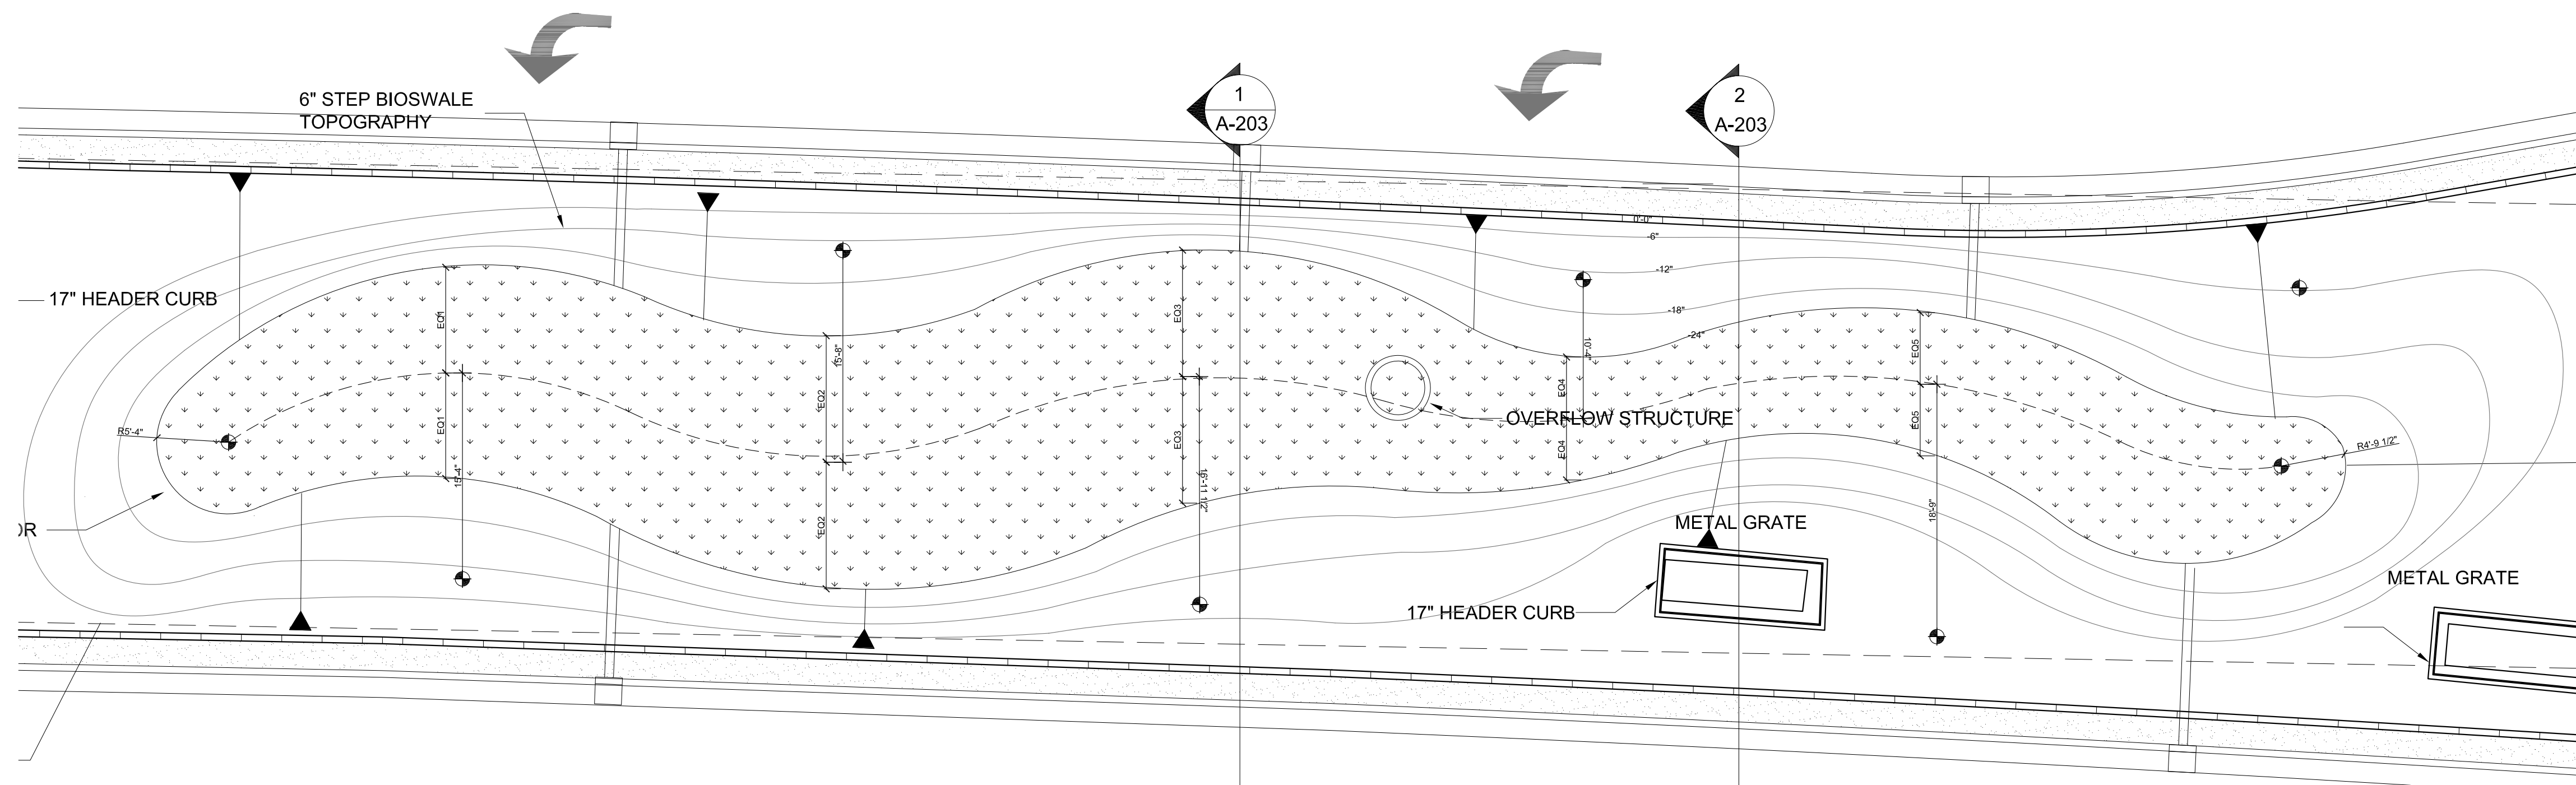 6" STEP BIOSWALE
TOPOGRAPHY
1
A-203
2
A-203
0'-0"
-6"
-12"
-18"
-24"
17" HEADER CURB
EQ1
EQ1
15'-4"
R5'-4"
EQ2
EQ2
15'-8"
EQ3
EQ3
16'-11 1/2"
EQ4
EQ4
10'-4"
OVERFLOW STRUCTURE
EQ5
EQ5
18'-9"
R4'-9 1/2"
OR
METAL GRATE
17" HEADER CURB
METAL GRATE